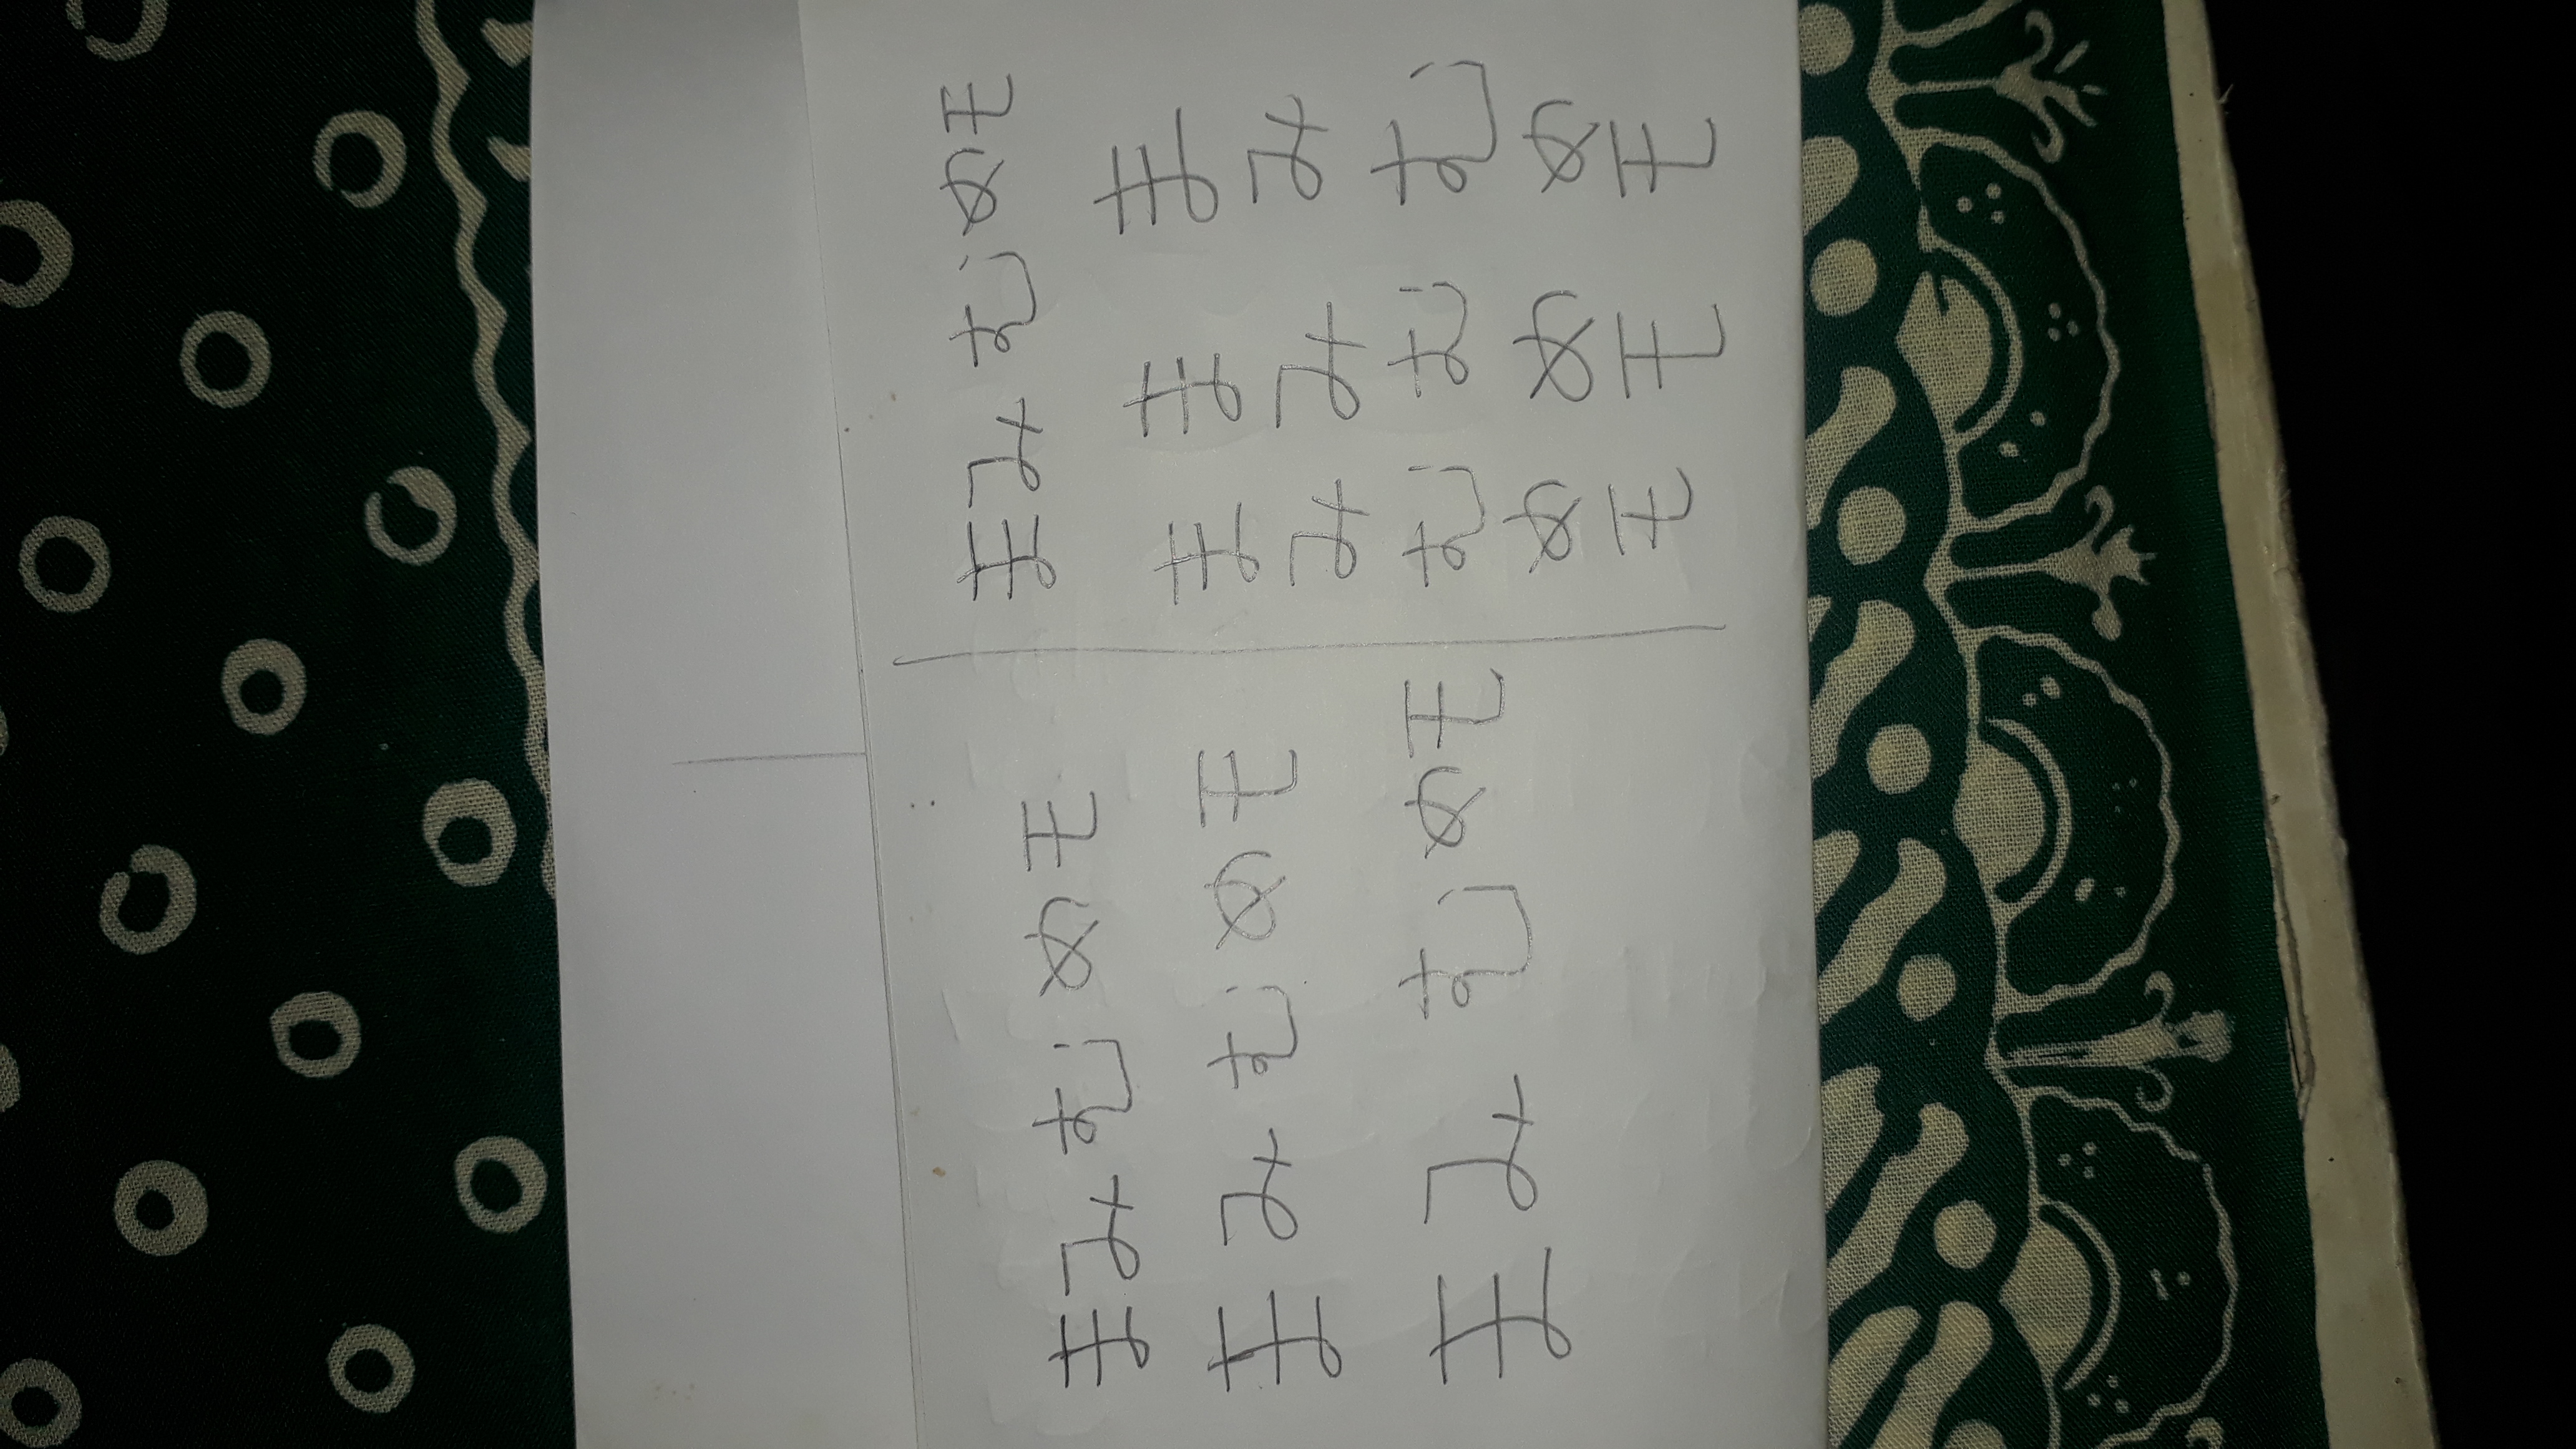 まみむめモ
まみむめモ
まみむめモ
まみむめモ
ま ま ま
み み み
む む む
め め め
モ モ モ